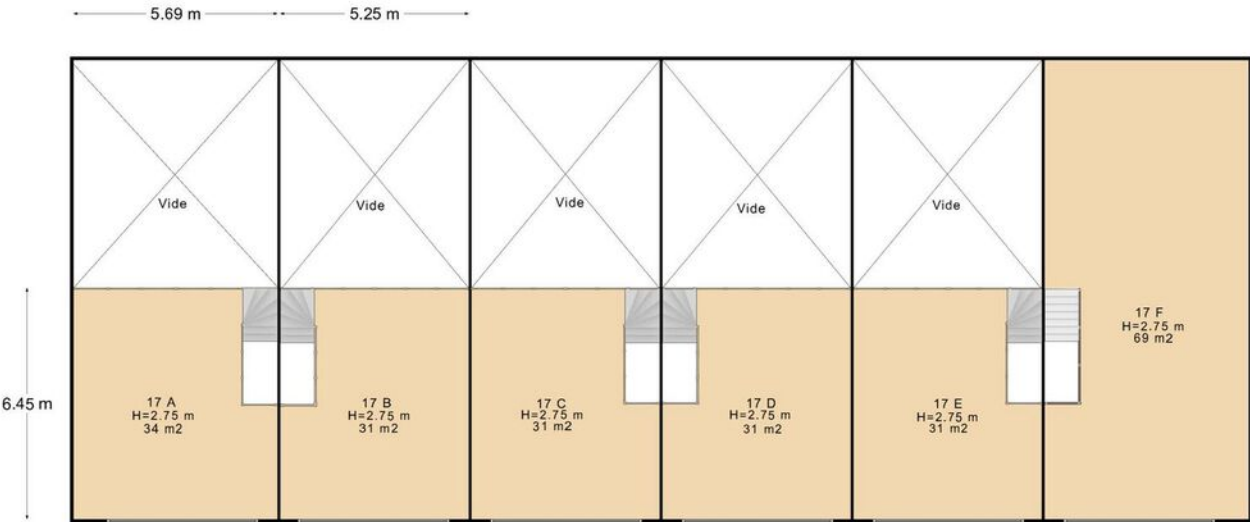 5.69 m
5.25 m
Vide
Vide
Vide
Vide
Vide
17 F
H=2.75 m
69 m2
6.45 m
17 A
H=2.75 m
34 m2
17 B
H=2.75 m
31 m2
17 C
H=2.75 m
31 m2
17 D
H=2.75 m
31 m2
17 E
H=2.75 m
31 m2